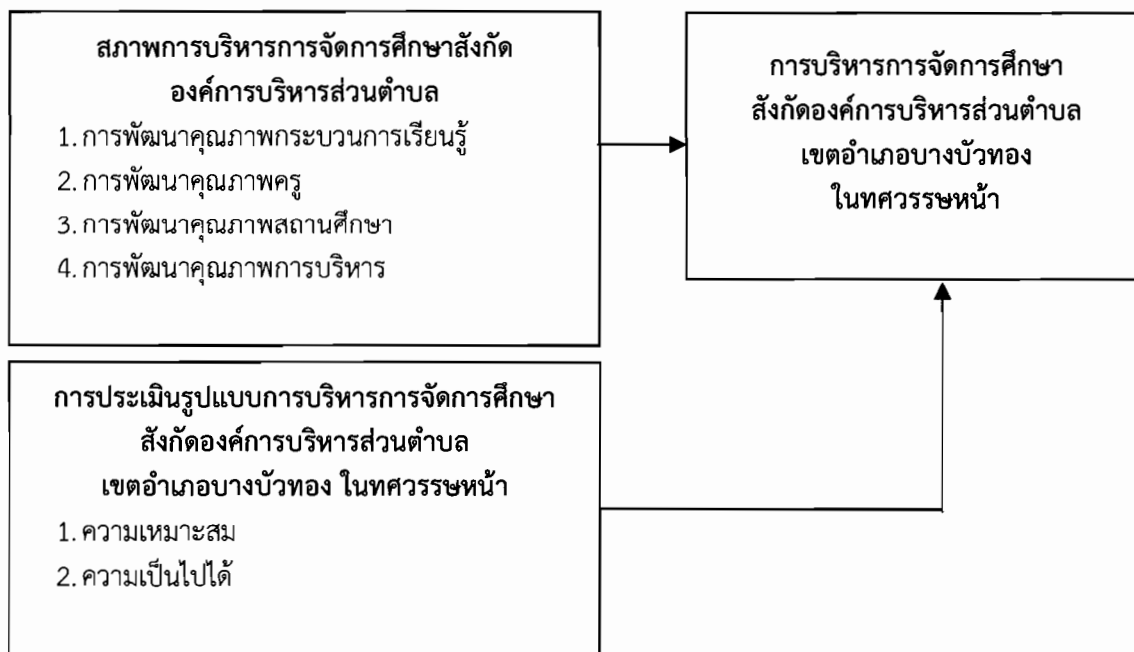 สภาพการบริหารการจัดการศึกษาสังกัด
องค์การบริหารส่วนตำบล
1. การพัฒนาคุณภาพกระบวนการเรียนรู้
2. การพัฒนาคุณภาพครู
3. การพัฒนาคุณภาพสถานศึกษา
4. การพัฒนาคุณภาพการบริหาร
การบริหารการจัดการศึกษา
สังกัดองค์การบริหารส่วนตำบล
เขตอำเภอบางบัวทอง
ในทศวรรษหน้า
การประเมินรูปแบบการบริหารการจัดการศึกษา
สังกัดองค์การบริหารส่วนตำบล
เขตอำเภอบางบัวทอง ในทศวรรษหน้า
1. ความเหมาะสม
2. ความเป็นไปได้